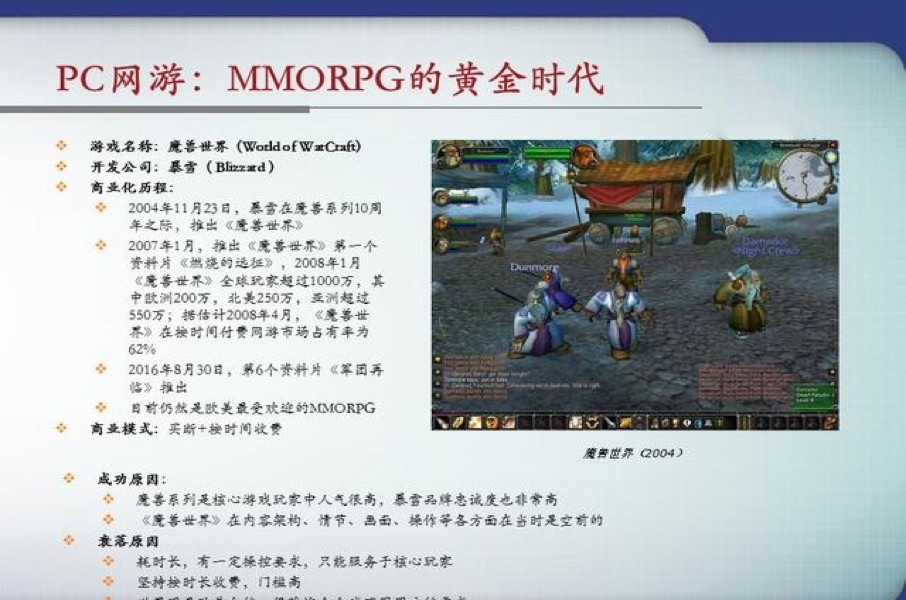 PC网游：MMORPG的黄金时代
游戏名称：魔兽世界（World of WarCraft）
开发公司：暴雪（Blizzard）
商业化历程：
2004年11月23日，暴雪在魔兽系列10周
年之际，推出《魔兽世界》
2007年1月，推出《魔兽世界》第一个
资料片《燃烧的远征》，2008年1月
《魔兽世界》全球玩家超过1000万，其
中欧洲200万，北美250万，亚洲超过
550万；据估计2008年4月，《魔兽世
界》在按时间付费网游市场占有率为
62%
2016年8月30日，第6个资料片《军团再
临》推出
目前仍然是欧美最受欢迎的MMORPG
商业模式：买断+按时间收费
Dunmore
<Night Crew>
魔兽世界（2004）
成功原因：
魔兽系列是核心游戏玩家中人气很高，暴雪品牌忠诚度也非常高
《魔兽世界》在内容架构、情节、画面、操作等各方面在当时是空前的
衰落原因
耗时长，有一定操控要求，只能服务于核心玩家
坚持按时长收费，门槛高